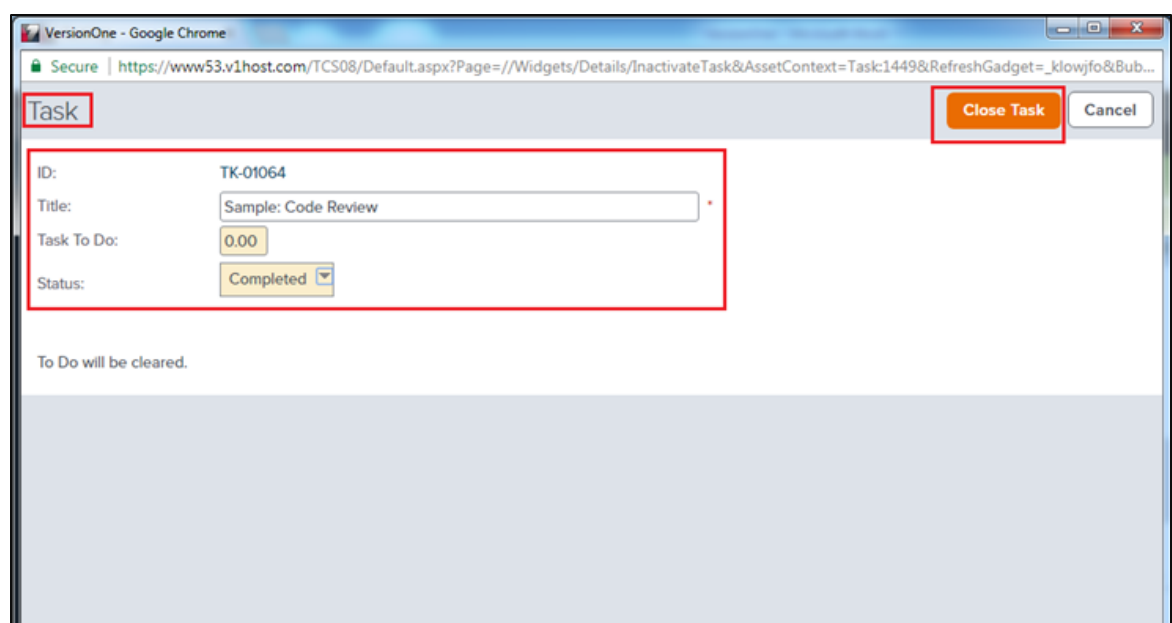 VersionOne - Google Chrome
Secure | https://www53.v1host.com/TCS08/Default.aspx?Page=//Widgets/Details/InactivateTask&AssetContext=Task:1449&RefreshGadget=_klowjfo&Bub...
Task
Close Task Cancel
ID: TK-01064
Title: Sample: Code Review *
Task To Do: 0.00
Status: Completed
To Do will be cleared.